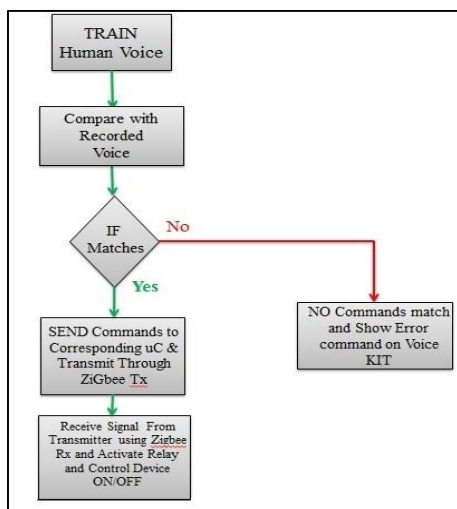 TRAIN
Human Voice
Compare with
Recorded
Voice
IF
Matches
No
Yes
SEND Commands to
Corresponding uC &
Transmit Through
ZiGbee Tx
NO Commands match
and Show Error
command on Voice
KIT
Receive Signal From
Transmitter using Zigbee
Rx and Activate Relay
and Control Device
ON/OFF